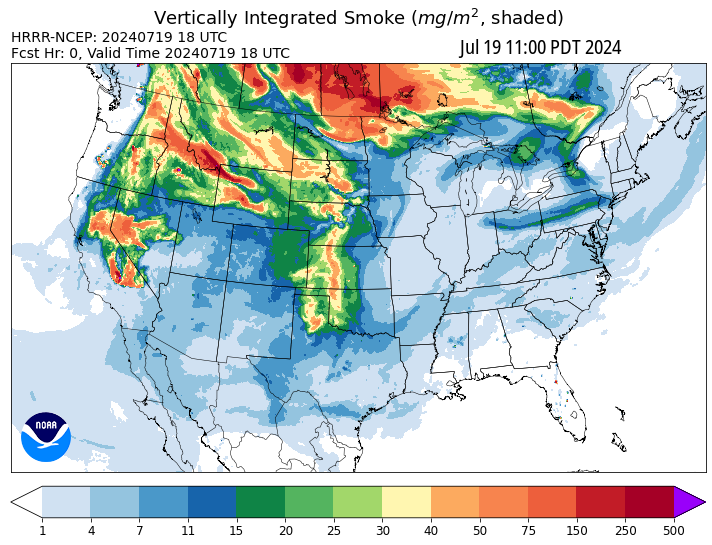 Vertically Integrated Smoke (mg/m², shaded)
HRRR-NCEP: 20240719 18 UTC
Fcst Hr: 0, Valid Time 20240719 18 UTC
Jul 19 11:00 PDT 2024
NOAA
1 4 7 11 15 20 25 30 40 50 75 150 250 500